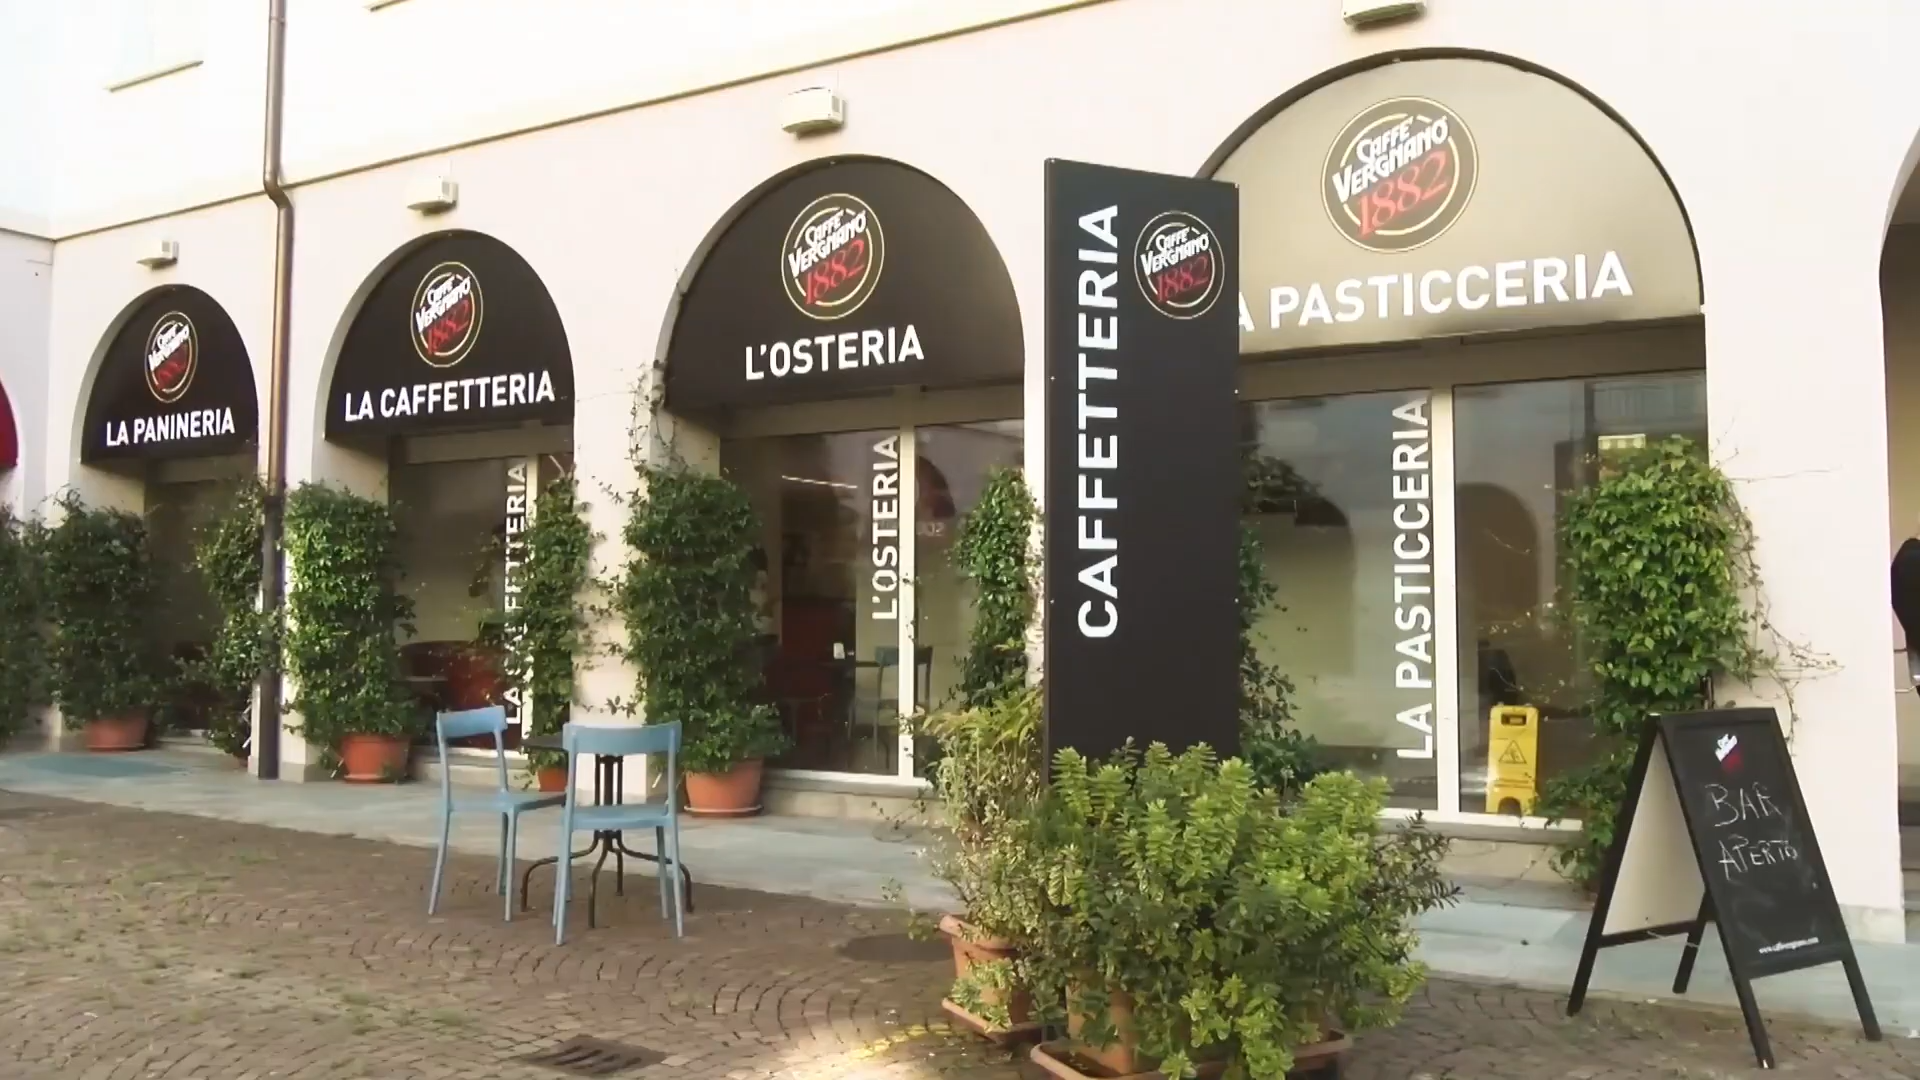 CAFFÈ
VERGNANO
1882
LA PANINERIA
CAFFÈ
VERGNANO
1882
LA CAFFETTERIA
LA CAFFETTERIA
CAFFÈ
VERGNANO
1882
L'OSTERIA
L'OSTERIA
CAFFETTERIA
CAFFÈ
VERGNANO
1882
CAFFÈ
VERGNANO
1882
A PASTICCERIA
LA PASTICCERIA
BAR
APERTO